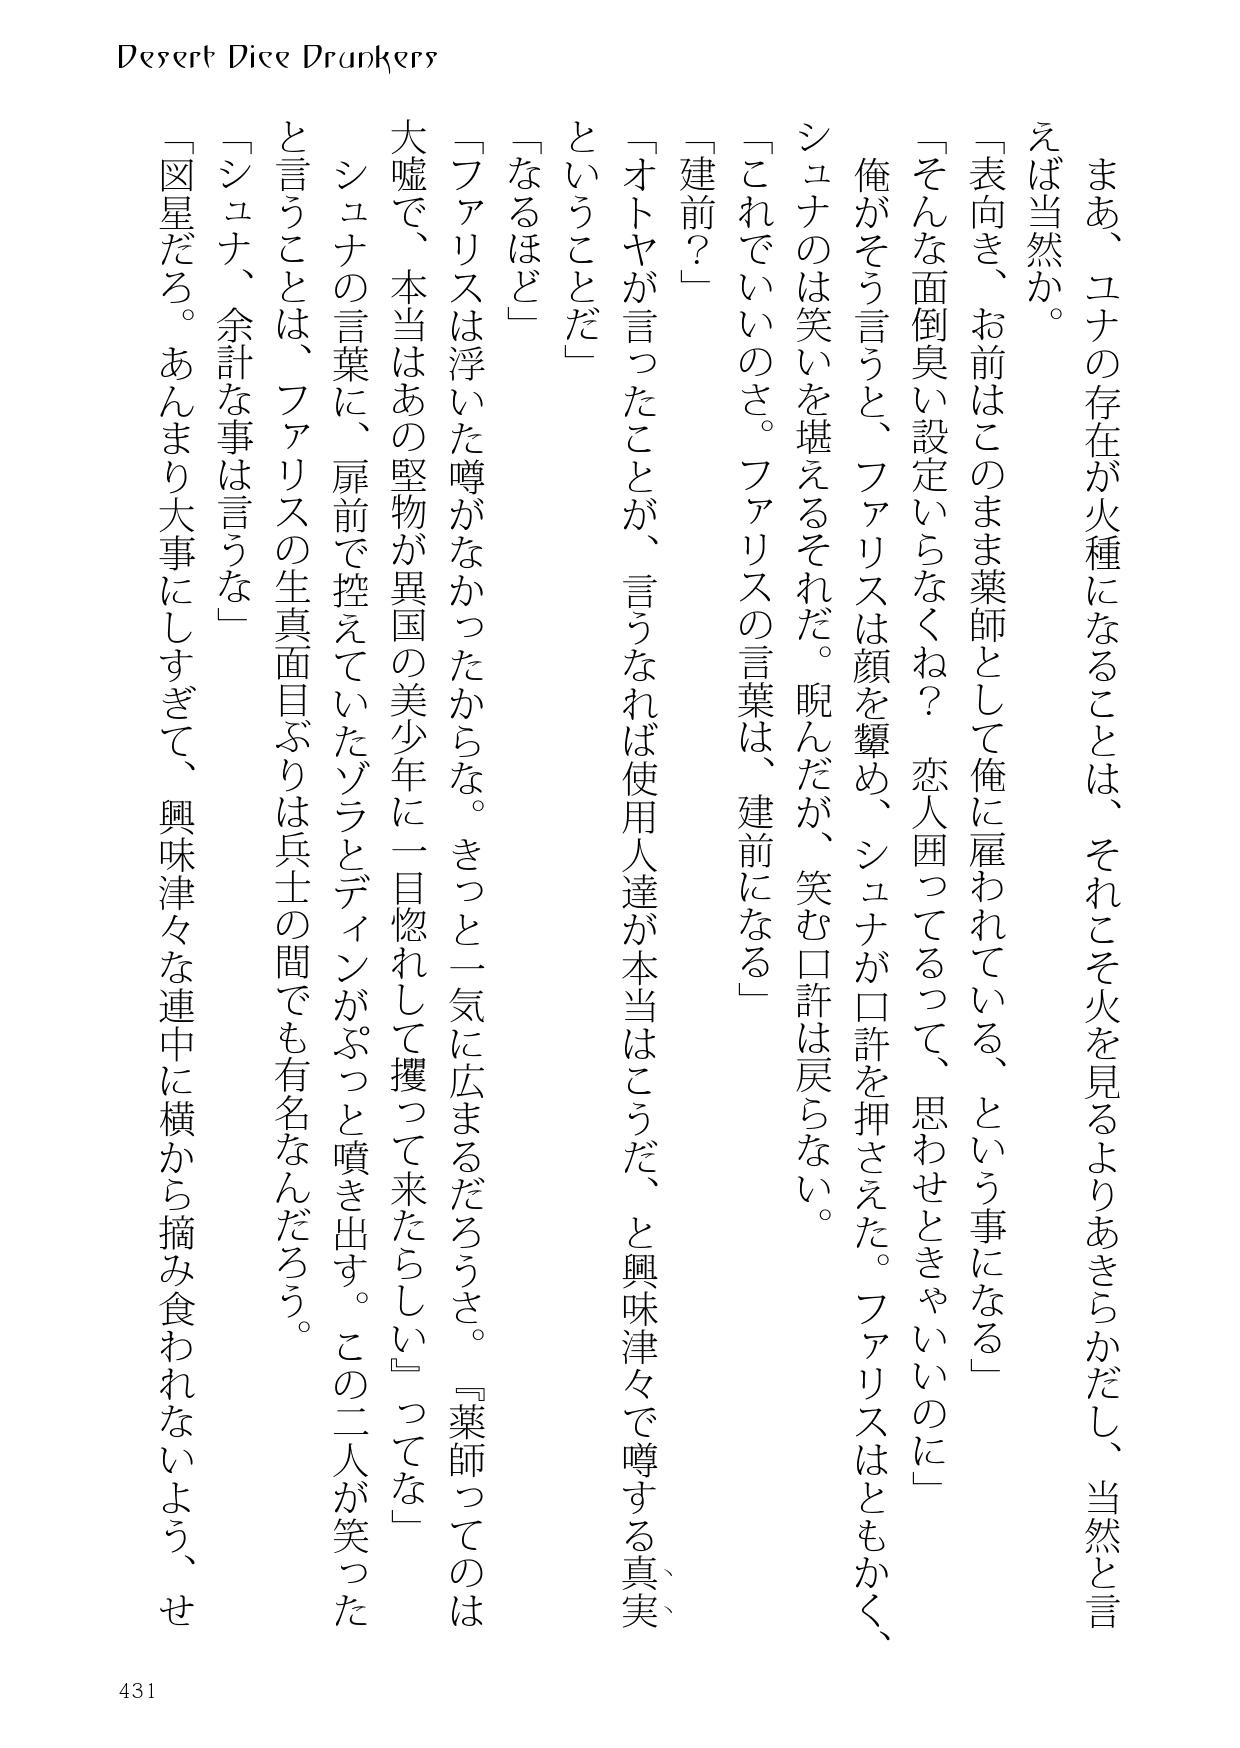 Desert Dice Drunkers
　まあ、ユナの存在が火種になることは、それこそ火を見るよりあきらかだし、当然と言
えば当然か。
「表向き、お前はこのまま薬師として俺に雇われている、という事になる」
「そんな面倒臭い設定いらなくね？　恋人囲ってるって、思わせときゃいいのに」
　俺がそう言うと、ファリスは顔を顰め、シュナが口許を押さえた。ファリスはともかく、
シュナのは笑いを堪えるそれだ。睨んだが、笑む口許は戻らない。
「これでいいのさ。ファリスの言葉は、建前になる」
「建前？」
「オトヤが言ったことが、言うなれば使用人達が本当はこうだ、と興味津々で噂する真実
ということだ」
「なるほど」
「ファリスは浮いた噂がなかったからな。きっと一気に広まるだろうさ。『薬師ってのは
大嘘で、本当はあの堅物が異国の美少年に一目惚れして攫って来たらしい』ってな」
　シュナの言葉に、扉前で控えていたゾラとディンがぷっと噴き出す。この二人が笑った
と言うことは、ファリスの生真面目ぶりは兵士の間でも有名なんだろう。
「シュナ、余計な事は言うな」
「図星だろ。あんまり大事にしすぎて、興味津々な連中に横から摘み食われないよう、せ
431